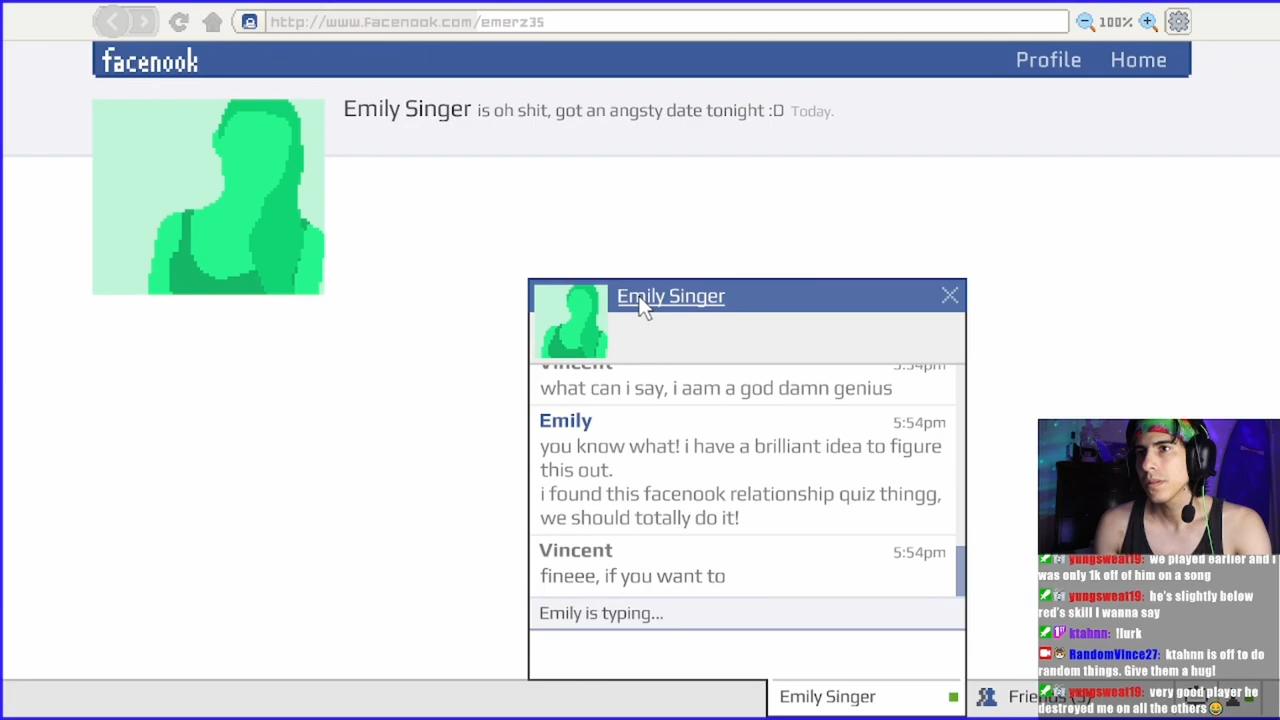 http://www.facenook.com/emerz35
100%
facenook
Profile Home
Emily Singer is oh shit, got an angsty date tonight :D Today.
Emily Singer
Vincent 5:54pm
what can i say, i aam a god damn genius
Emily 5:54pm
you know what! i have a brilliant idea to figure
this out.
i found this facenook relationship quiz thingg,
we should totally do it!
Vincent 5:54pm
fineee, if you want to
Emily is typing...
Emily Singer
yungsweat19: we played earlier and i
was only 1k off of him on a song
yungsweat19: he's slightly below
red's skill I wanna say
ktahnn: !lurk
RandomVince27: ktahnn is off to do
random things. Give them a hug!
yungsweat19: very good player he
destroyed me on all the others